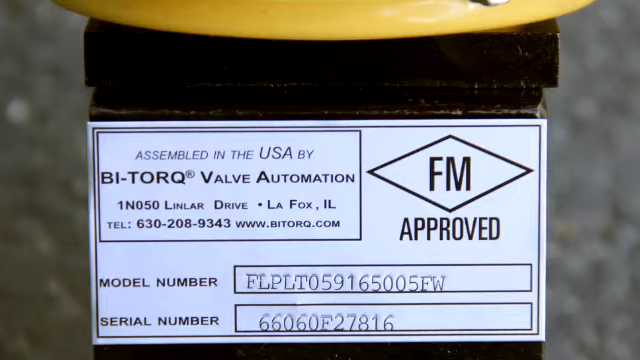 ASSEMBLED IN THE USA BY
BI-TORQ® VALVE AUTOMATION
1N050 LINLAR DRIVE • LA FOX, IL
TEL: 630-208-9343 WWW.BITORQ.COM
FM
APPROVED
MODEL NUMBER FLPLT059165005FW
SERIAL NUMBER 66060F27816